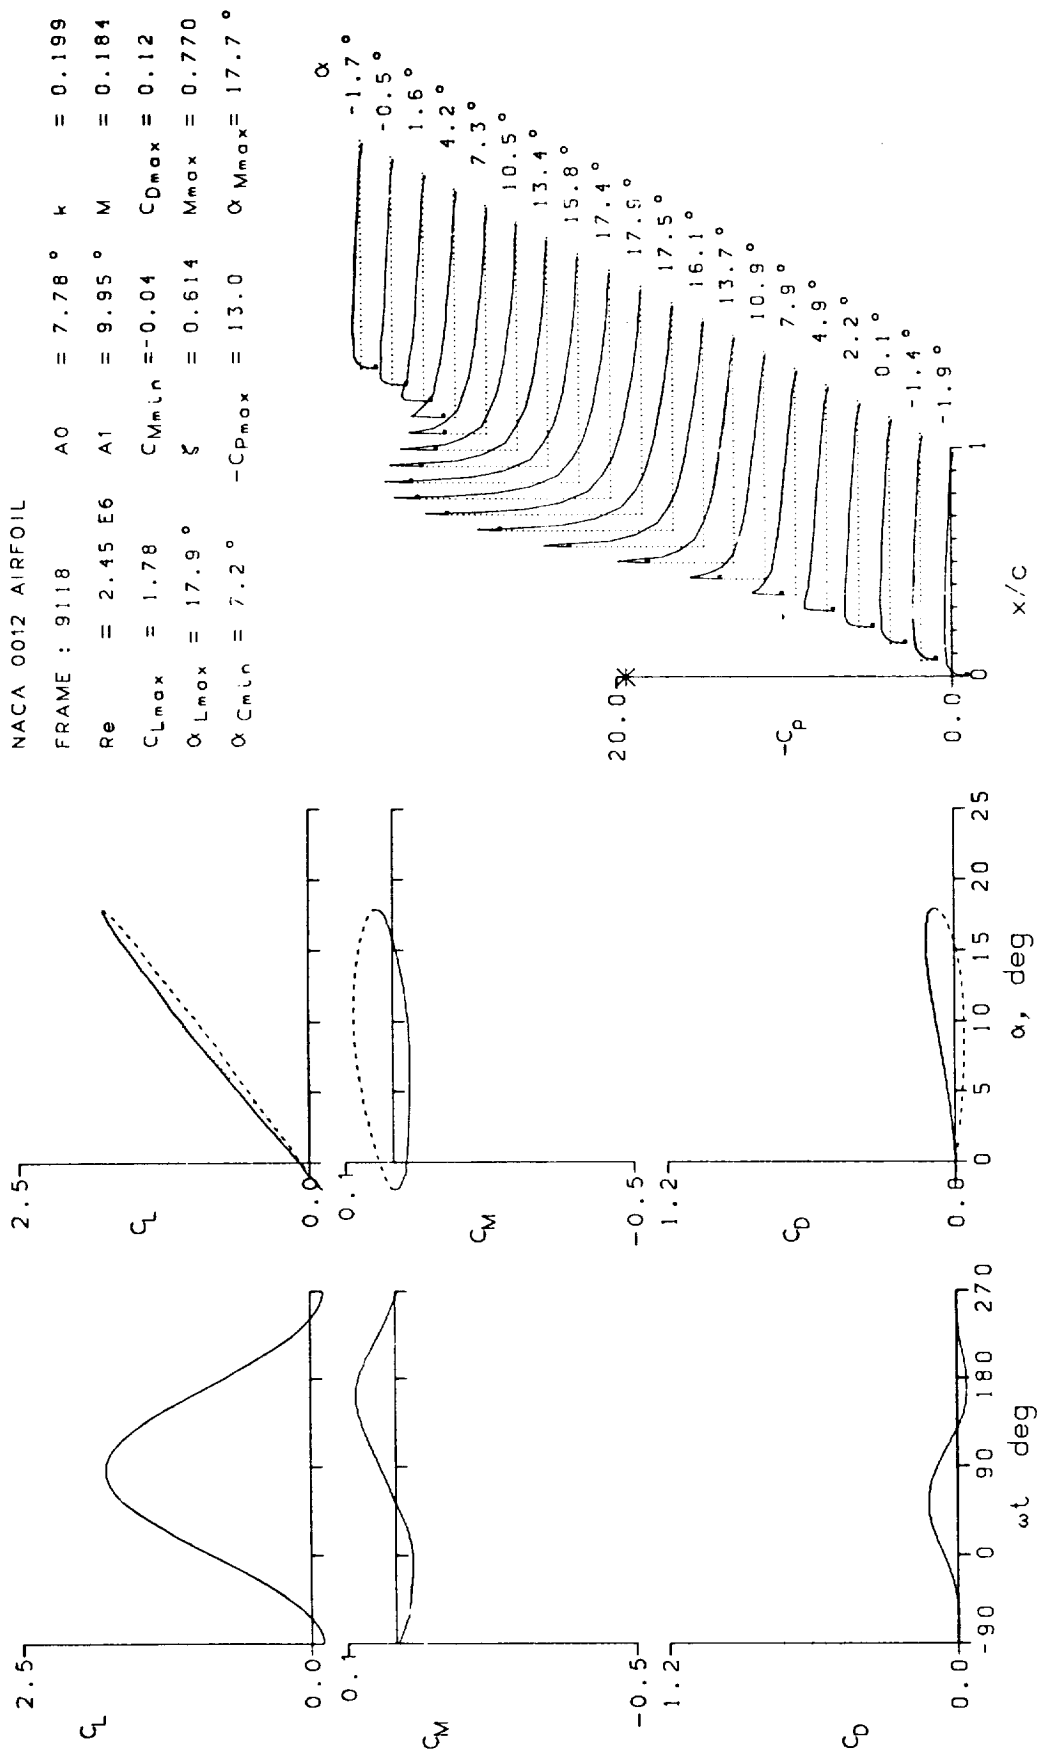 NACA 0012 AIRFOIL
FRAME : 9118 A0 = 7.78° k = 0.199
Re = 2.45 E6 A1 = 9.95° M = 0.184
CLmax = 1.78 CMmin =-0.04 CDmax = 0.12
αLmax = 17.9° ζ = 0.614 Mmax = 0.770
αCmin = 7.2° -CPmax = 13.0 αMmax= 17.7°
α
-1.7°
-0.5°
1.6°
4.2°
7.3°
10.5°
13.4°
15.8°
17.4°
17.9°
17.5°
16.1°
13.7°
10.9°
7.9°
4.9°
2.2°
0.1°
-1.4°
-1.9°
20.0
-Cp
0.0
0 1
x/c
2.5
CL
0.0
0.1
CM
-0.5
1.2
CD
0.0
-90 0 90 180 270
ωt deg
2.5
CL
0.0
0.1
CM
-0.5
1.2
CD
0.0
0 5 10 15 20 25
α, deg